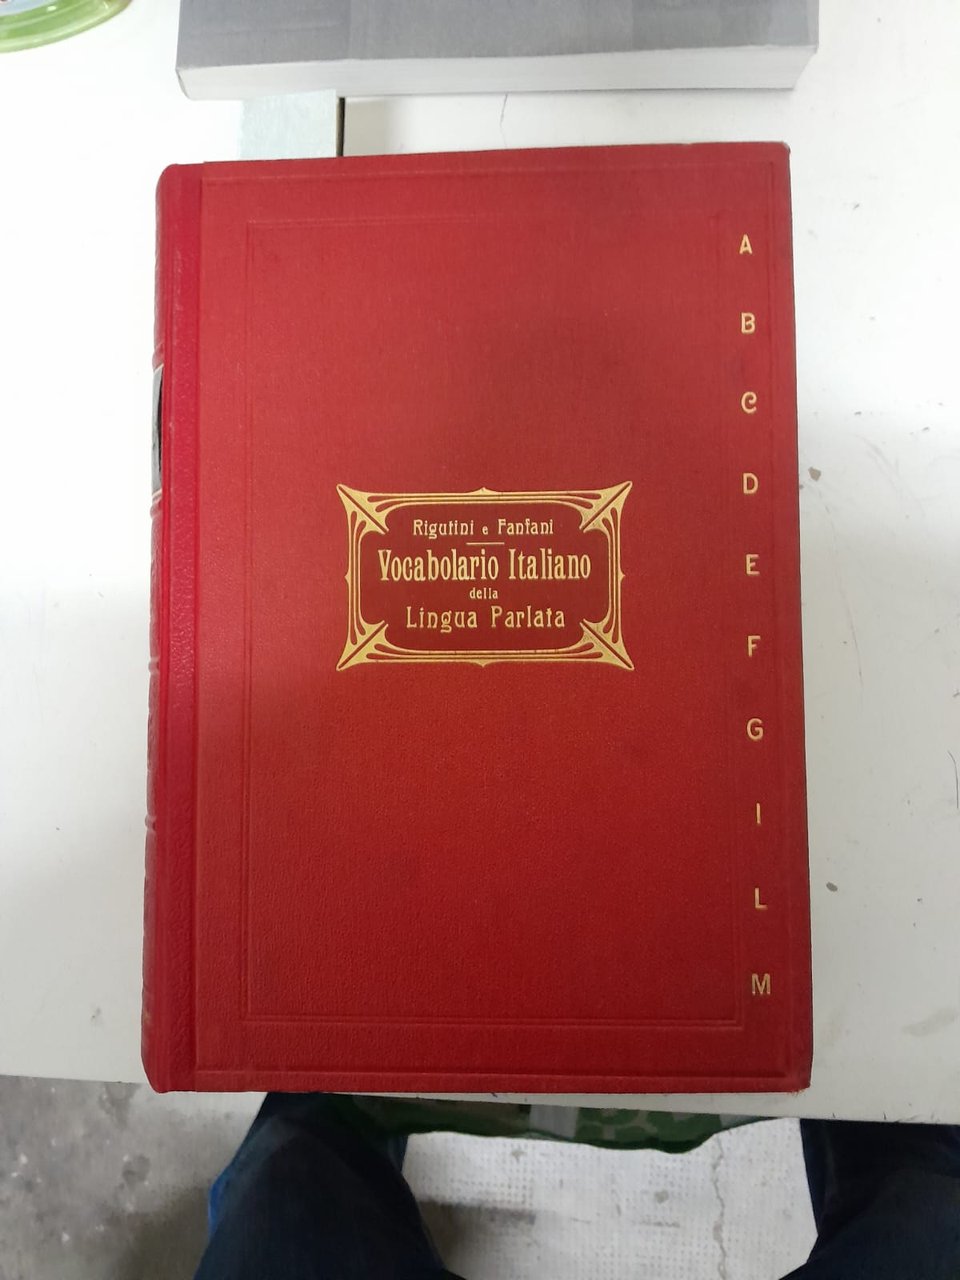 Rigutini e Fanfani
Vocabolario Italiano
della
Lingua Parlata
A
B
C
D
E
F
G
I
L
M